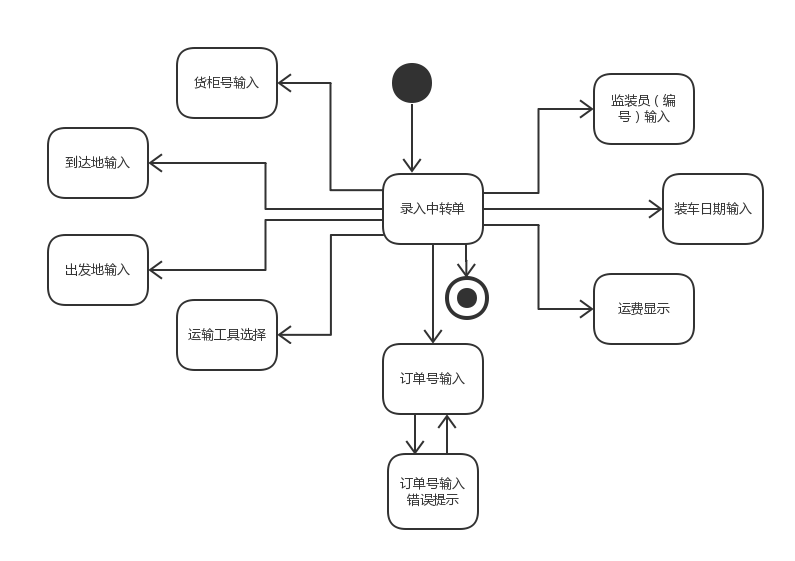 货柜号输入
监装员（编
号）输入
到达地输入
录入中转单
装车日期输入
出发地输入
运输工具选择
运费显示
订单号输入
订单号输入
错误提示